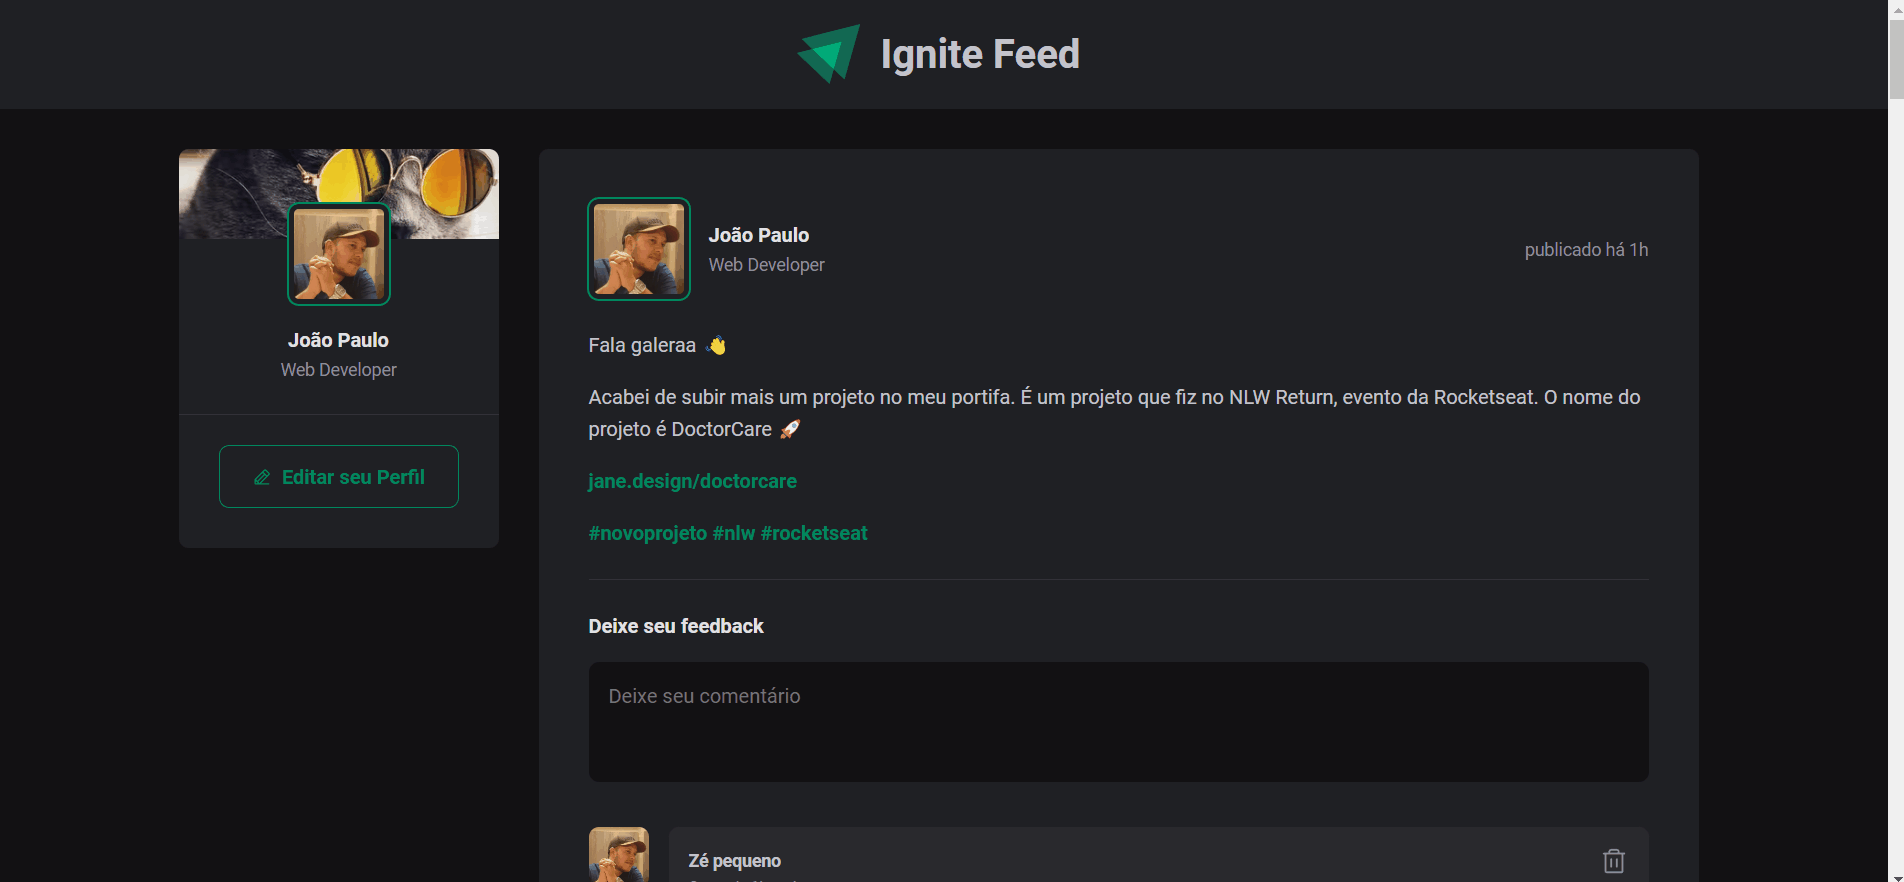 Ignite Feed
João Paulo
Web Developer
Editar seu Perfil
João Paulo
Web Developer
publicado há 1h
Fala galeraa 👋
Acabei de subir mais um projeto no meu portifa. É um projeto que fiz no NLW Return, evento da Rocketseat. O nome do
projeto é DoctorCare 🚀
jane.design/doctorcare
#novoprojeto #nlw #rocketseat
Deixe seu feedback
Deixe seu comentário
Zé pequeno